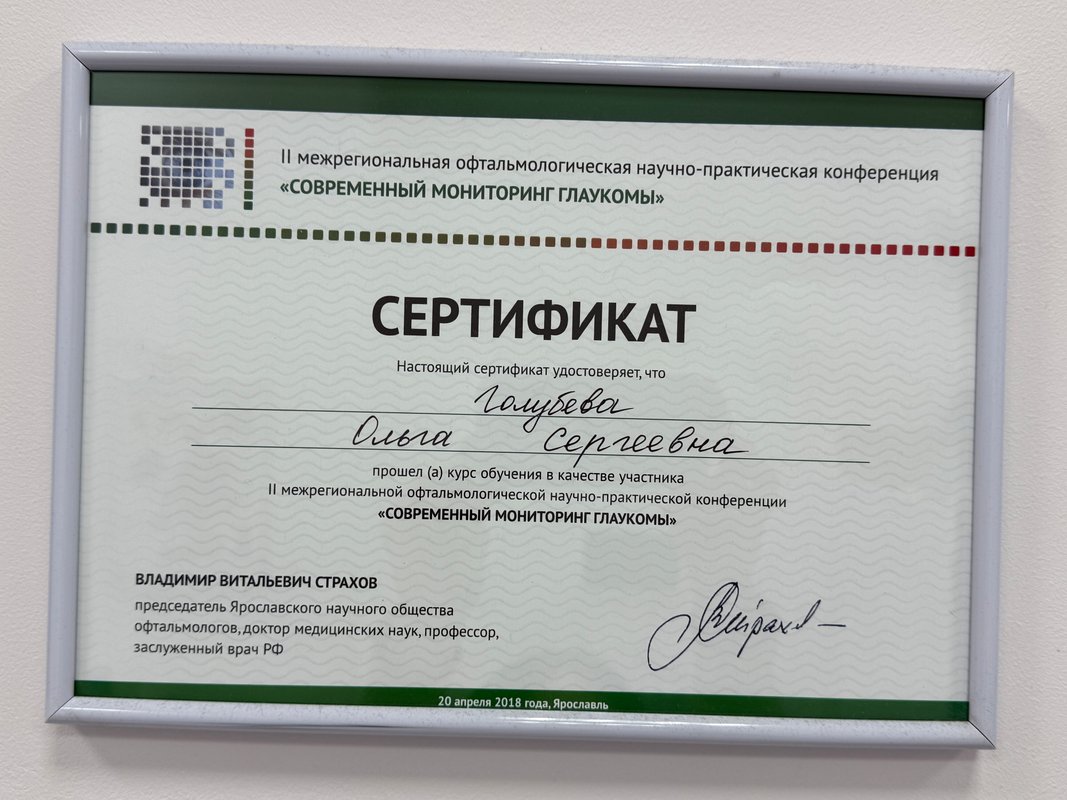 II межрегиональная офтальмологическая научно-практическая конференция
«СОВРЕМЕННЫЙ МОНИТОРИНГ ГЛАУКОМЫ»
СЕРТИФИКАТ
Настоящий сертификат удостоверяет, что
Голубева
Ольга Сергеевна
прошел (а) курс обучения в качестве участника
II межрегиональной офтальмологической научно-практической конференции
«СОВРЕМЕННЫЙ МОНИТОРИНГ ГЛАУКОМЫ»
ВЛАДИМИР ВИТАЛЬЕВИЧ СТРАХОВ
председатель Ярославского научного общества
офтальмологов, доктор медицинских наук, профессор,
заслуженный врач РФ
20 апреля 2018 года, Ярославль